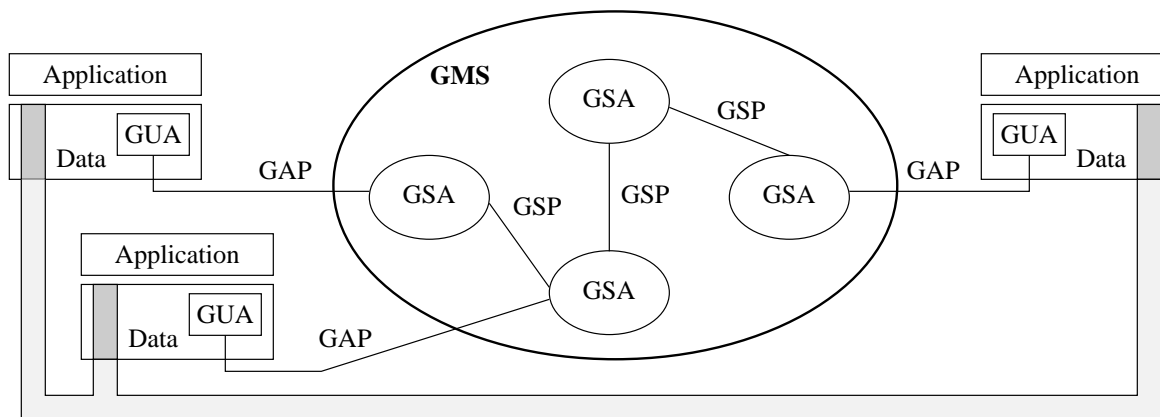 Application
GMS
Application
GSA
GSP
GUA
Data
GAP
GSA
GSP
GSP
GSA
GAP
GUA
Data
Application
GUA
Data
GAP
GSA